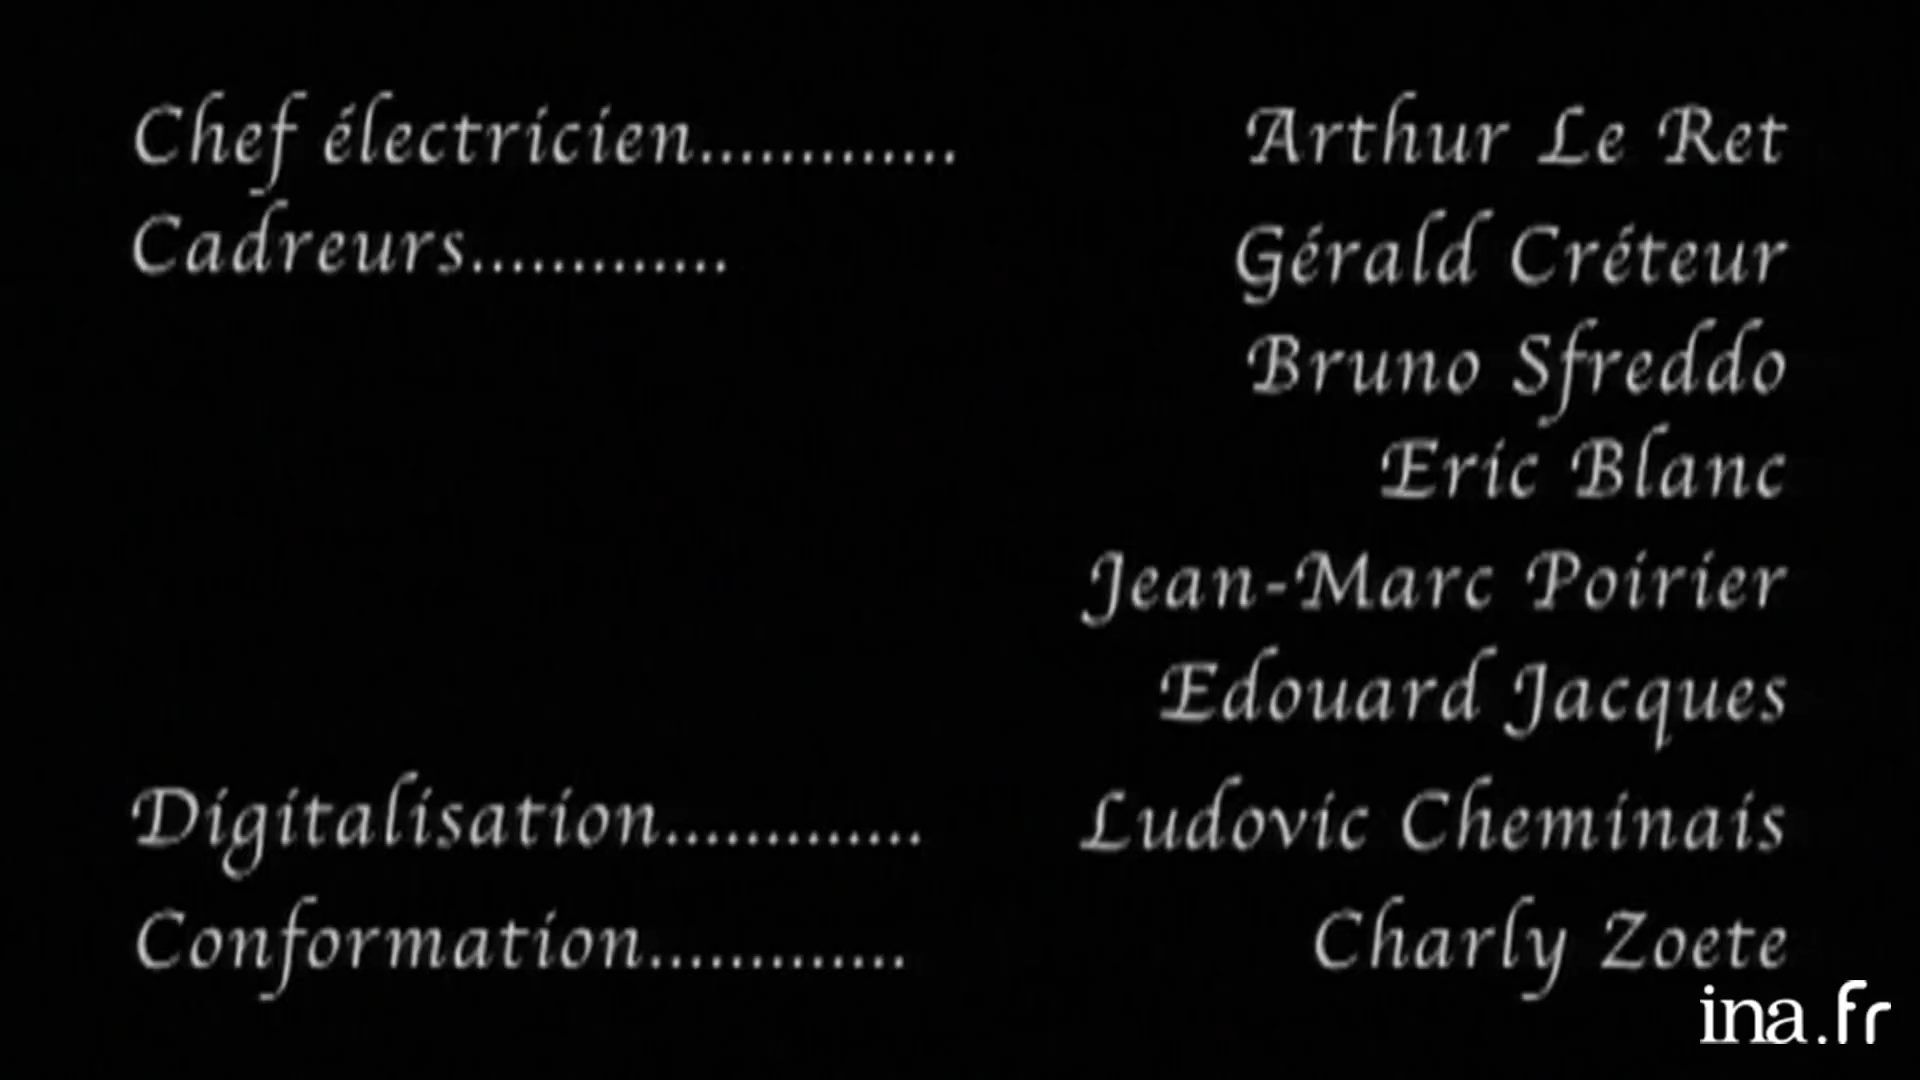 Chef électricien............. Arthur Le Ret
Cadreurs............. Gérald Créteur
Bruno Sfreddo
Eric Blanc
Jean-Marc Poirier
Edouard Jacques
Digitalisation............. Ludovic Cheminais
Conformation............. Charly Zoete
ina.fr